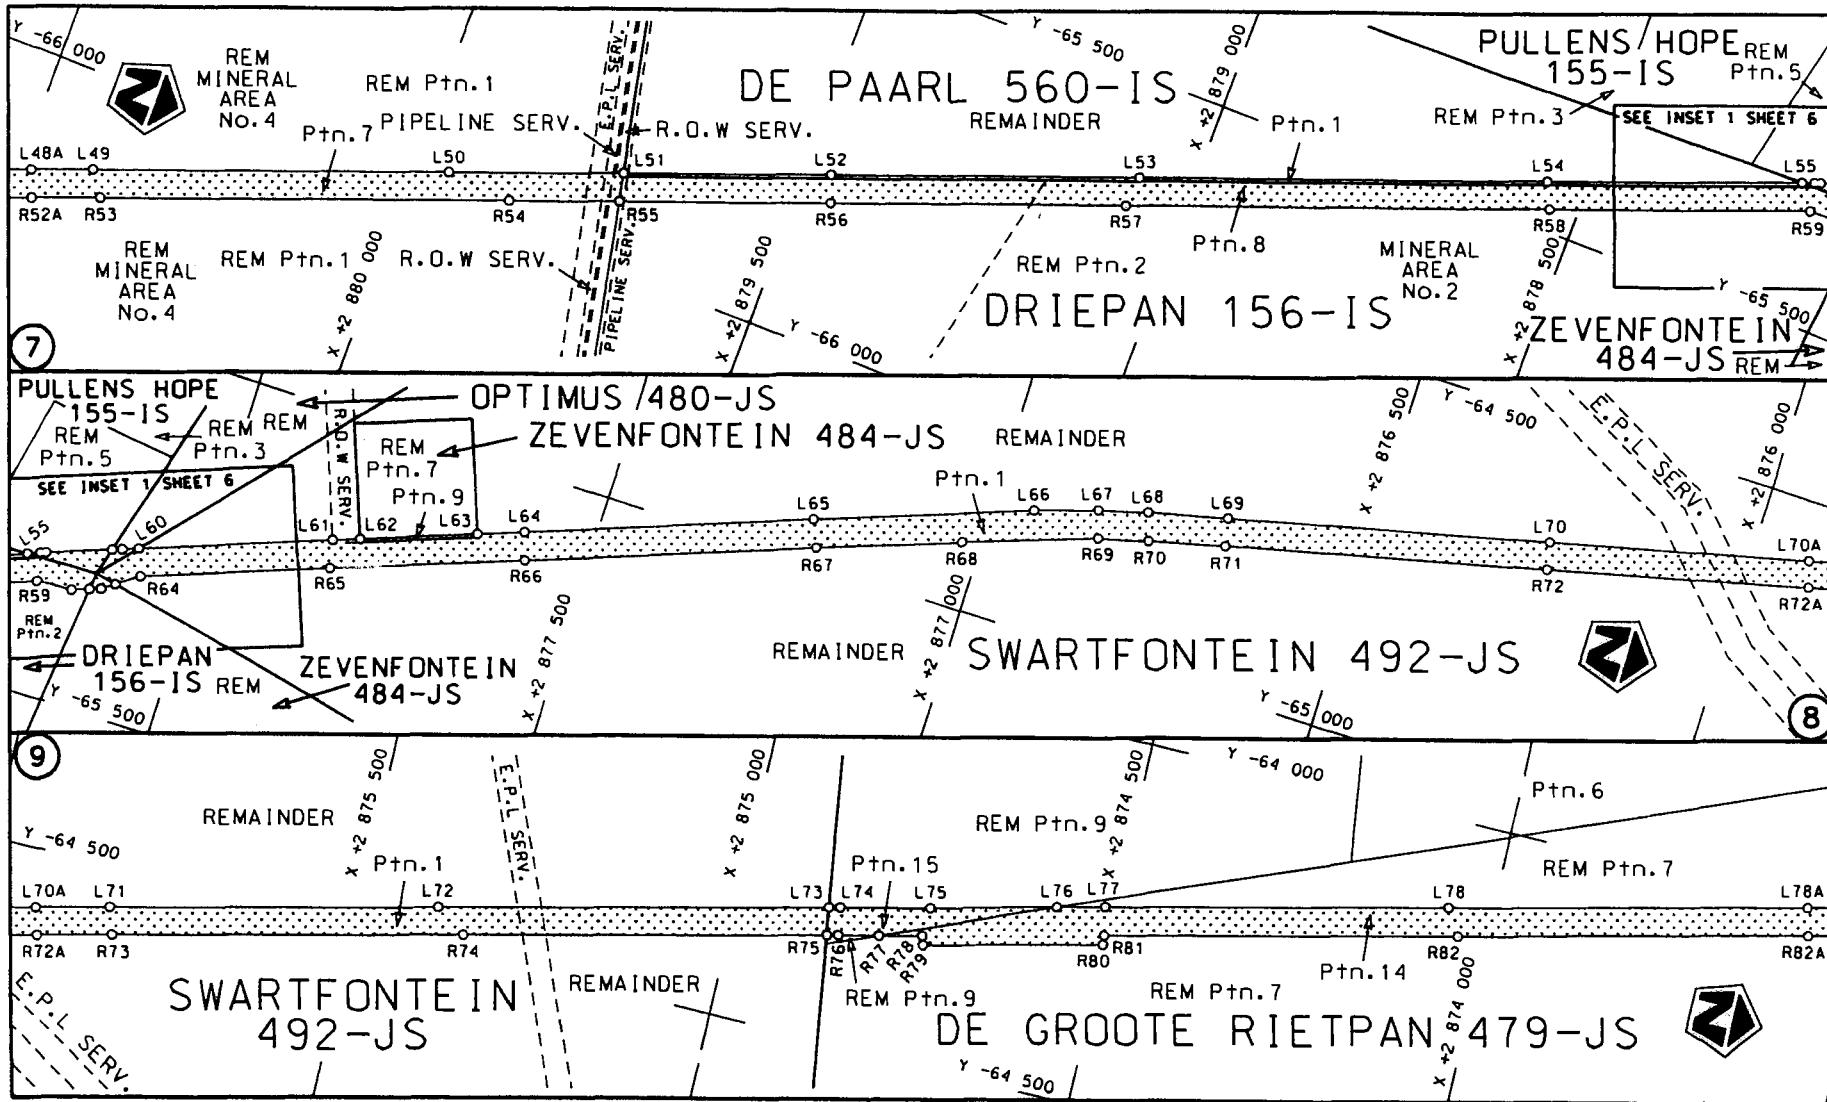 Y -66 000
REM
MINERAL
AREA
No.4
REM Ptn.1
Ptn.7
PIPELINE SERV.
E.P.L SERV.
R.O.W SERV.
DE PAARL 560-IS
REMAINDER
Y -65 500
X +2 879 000
Ptn.1
PULLENS HOPE
155-IS
REM
Ptn.5
REM Ptn.3
SEE INSET 1 SHEET 6
L48A
L49
L50
L51
L52
L53
L54
L55
R52A
R53
R54
R55
R56
R57
R58
R59
REM
MINERAL
AREA
No.4
REM Ptn.1
X +2 880 000
R.O.W SERV.
PIPELINE SERV.
X +2 879 500
Y -66 000
REM Ptn.2
Ptn.8
DRIEPAN 156-IS
MINERAL
AREA
No.2
X +2 878 500
Y -65 500
ZEVENFONTEIN
484-JS REM
7
PULLENS HOPE
155-IS
REM
Ptn.5
REM
Ptn.3
REM
SEE INSET 1 SHEET 6
OPTIMUS 480-JS
ZEVENFONTEIN 484-JS
R.O.W SERV.
REM
Ptn.7
Ptn.9
REMAINDER
Ptn.1
X +2 876 500
Y -64 500
E.P.L SERV.
X +2 876 000
L55
L60
L61
L62
L63
L64
L65
L66
L67
L68
L69
L70
L70A
R59
R64
R65
R66
R67
R68
R69
R70
R71
R72
R72A
REM
Ptn.2
DRIEPAN
156-IS REM
Y -65 500
ZEVENFONTEIN
484-JS
X +2 877 500
REMAINDER
X +2 877 000
SWARTFONTEIN 492-JS
Y -65 000
8
9
REMAINDER
Y -64 500
X +2 875 500
Ptn.1
E.P.L SERV.
X +2 875 000
Ptn.15
REM Ptn.9
X +2 874 500
Y -64 000
Ptn.6
REM Ptn.7
L70A
L71
L72
L73
L74
L75
L76
L77
L78
L78A
R72A
R73
R74
R75
R76
R77
R78
R79
R80
R81
R82
R82A
E.P.L SERV.
SWARTFONTEIN
492-JS
REMAINDER
REM Ptn.9
REM Ptn.7
Ptn.14
DE GROOTE RIETPAN 479-JS
Y -64 500
X +2 874 000